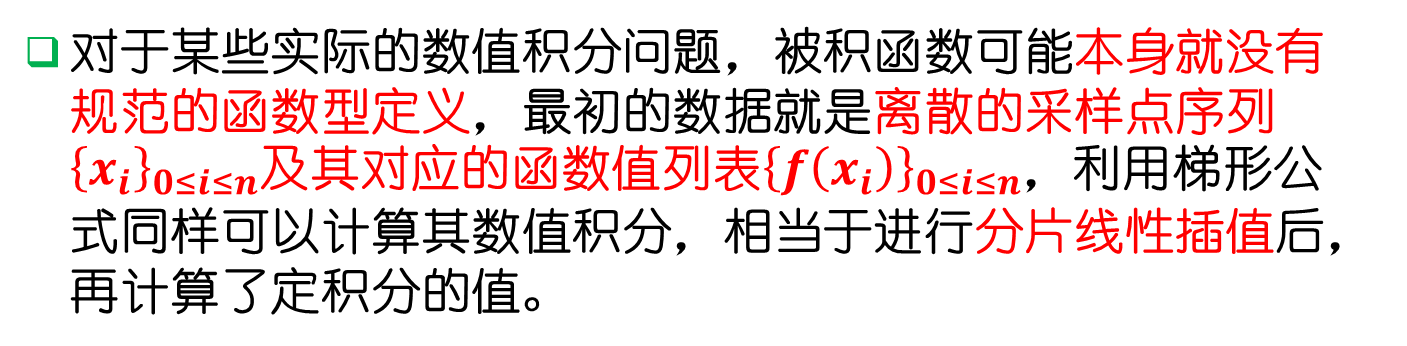 对于某些实际的数值积分问题，被积函数可能本身就没有
规范的函数型定义，最初的数据就是离散的采样点序列
{xᵢ}₀≤ᵢ≤ₙ及其对应的函数值列表{f(xᵢ)}₀≤ᵢ≤ₙ，利用梯形公
式同样可以计算其数值积分，相当于进行分片线性插值后，
再计算了定积分的值。